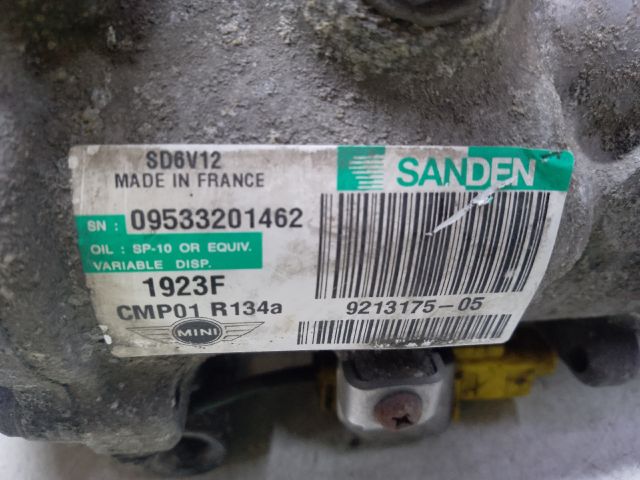 SD6V12
MADE IN FRANCE
SANDEN
SN : 09533201462
OIL : SP-10 OR EQUIV.
VARIABLE DISP.
1923F
CMP01 R134a
9213175-05
MINI